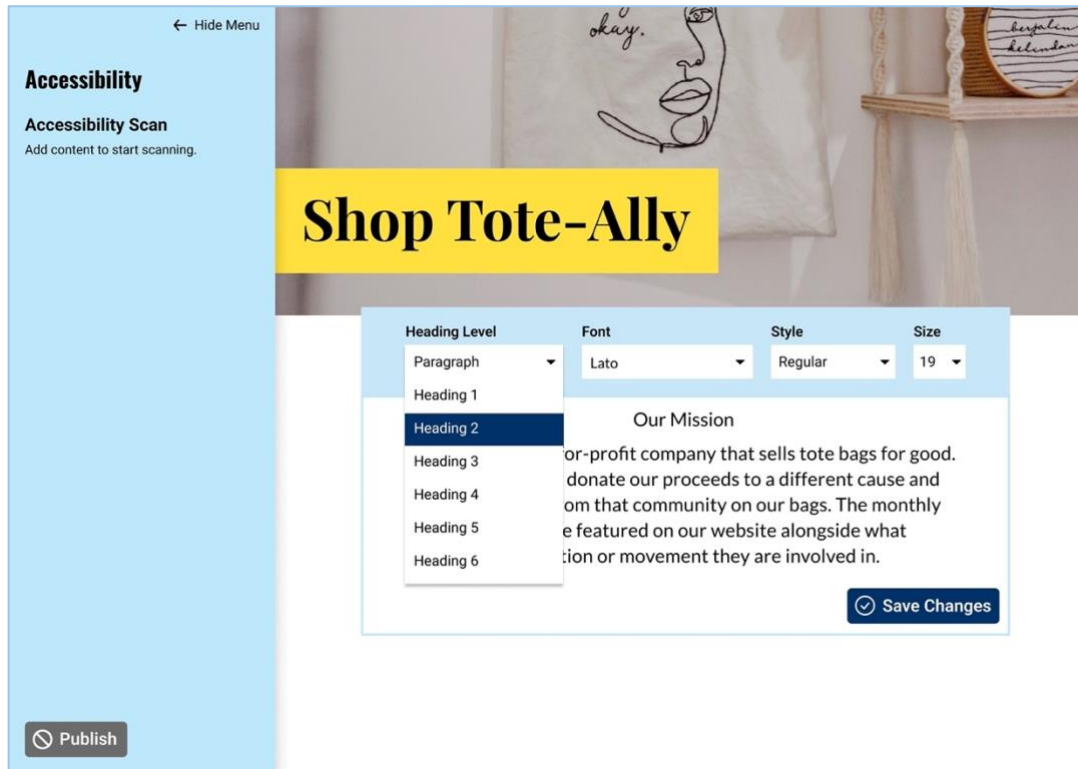 Hide Menu
Accessibility
Accessibility Scan
Add content to start scanning.
okay.
Shop Tote-Ally
Heading Level Font Style Size
Paragraph Lato Regular 19
Heading 1
Heading 2
Heading 3
Heading 4
Heading 5
Heading 6
Our Mission
or-profit company that sells tote bags for good.
donate our proceeds to a different cause and
om that community on our bags. The monthly
e featured on our website alongside what
tion or movement they are involved in.
Save Changes
Publish